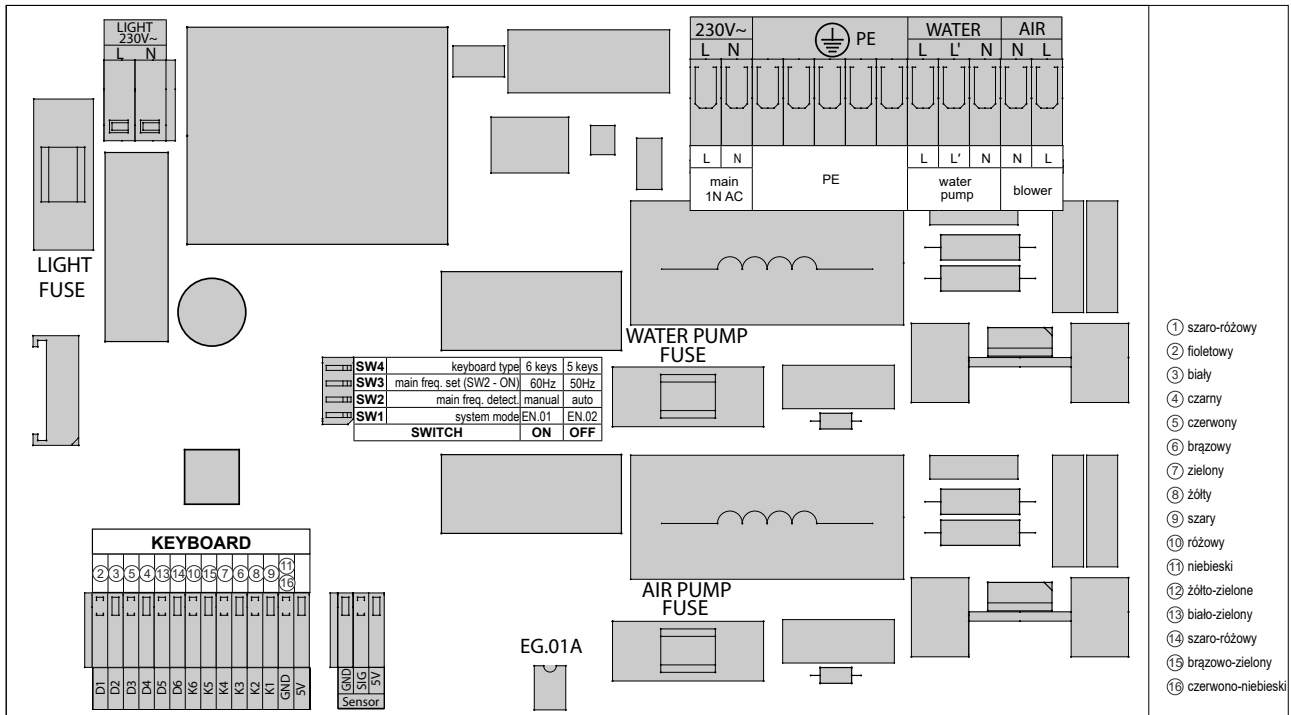 LIGHT
230V~
L N
230V~ PE WATER AIR
L N L L' N N L
L N PE L L' N N L
main
1N AC
water
pump
blower
LIGHT
FUSE
WATER PUMP
FUSE
SW4 keyboard type 6 keys 5 keys
SW3 main freq. set (SW2 - ON) 60Hz 50Hz
SW2 main freq. detect. manual auto
SW1 system mode EN.01 EN.02
SWITCH ON OFF
KEYBOARD
2 3 5 4 13 14 10 15 7 6 8 9 11 16
D1 D2 D3 D4 D5 D6 K6 K5 K4 K3 K2 K1 GND 5V
GND SIG 5V
Sensor
EG.01A
AIR PUMP
FUSE
1 szaro-różowy
2 fioletowy
3 biały
4 czarny
5 czerwony
6 brązowy
7 zielony
8 żółty
9 szary
10 różowy
11 niebieski
12 żółto-zielone
13 biało-zielony
14 szaro-różowy
15 brązowo-zielony
16 czerwono-niebieski